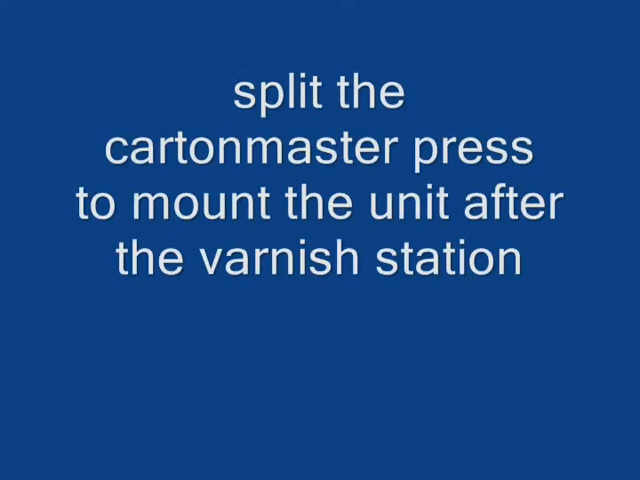 split the
cartonmaster press
to mount the unit after
the varnish station